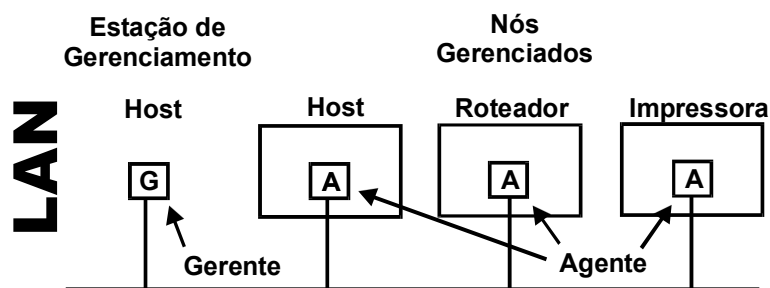 Estação de
Gerenciamento
Nós
Gerenciados
LAN
Host
Host
Roteador
Impressora
G
A
A
A
Gerente
Agente